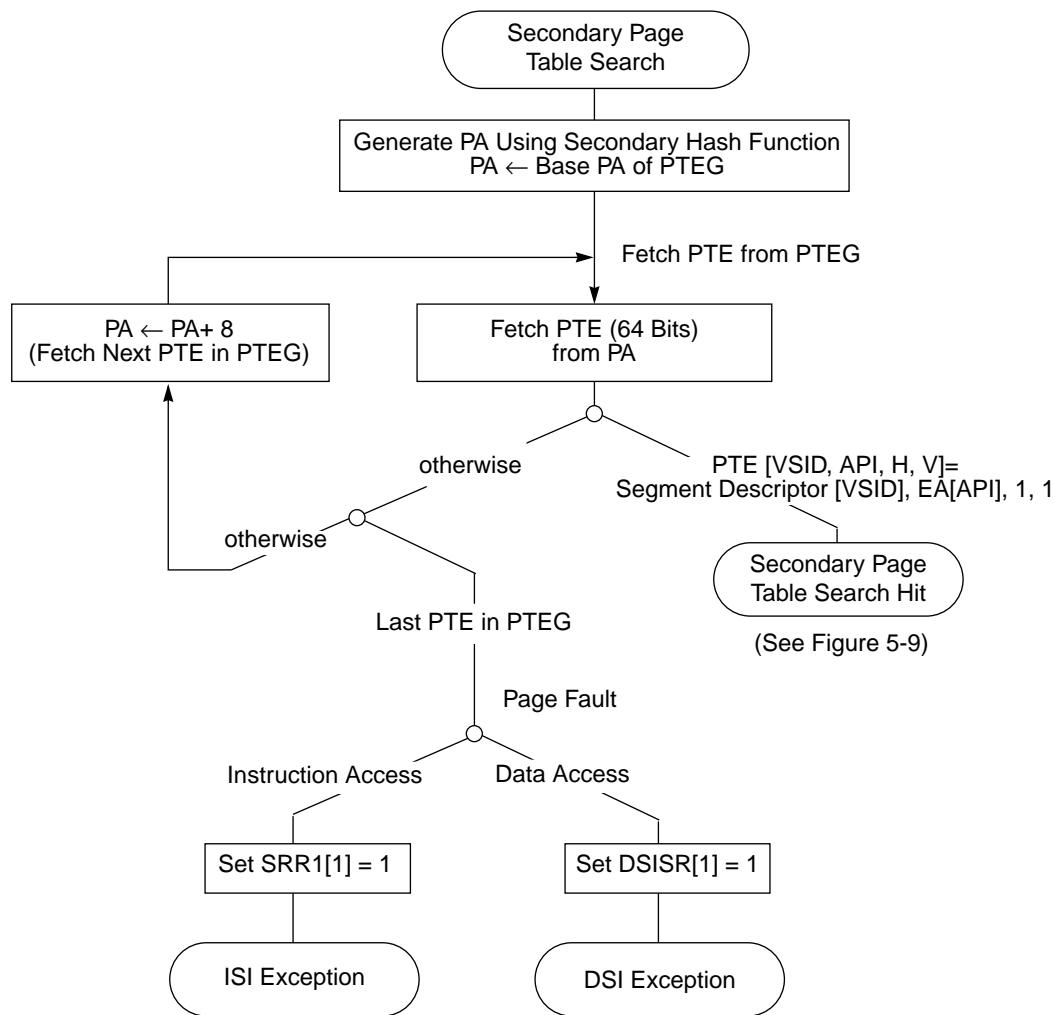 Secondary Page
Table Search
Generate PA Using Secondary Hash Function
PA ← Base PA of PTEG
Fetch PTE from PTEG
PA ← PA+ 8
(Fetch Next PTE in PTEG)
Fetch PTE (64 Bits)
from PA
otherwise
PTE [VSID, API, H, V]=
Segment Descriptor [VSID], EA[API], 1, 1
otherwise
Secondary Page
Table Search Hit
Last PTE in PTEG
(See Figure 5-9)
Page Fault
Instruction Access
Data Access
Set SRR1[1] = 1
Set DSISR[1] = 1
ISI Exception
DSI Exception